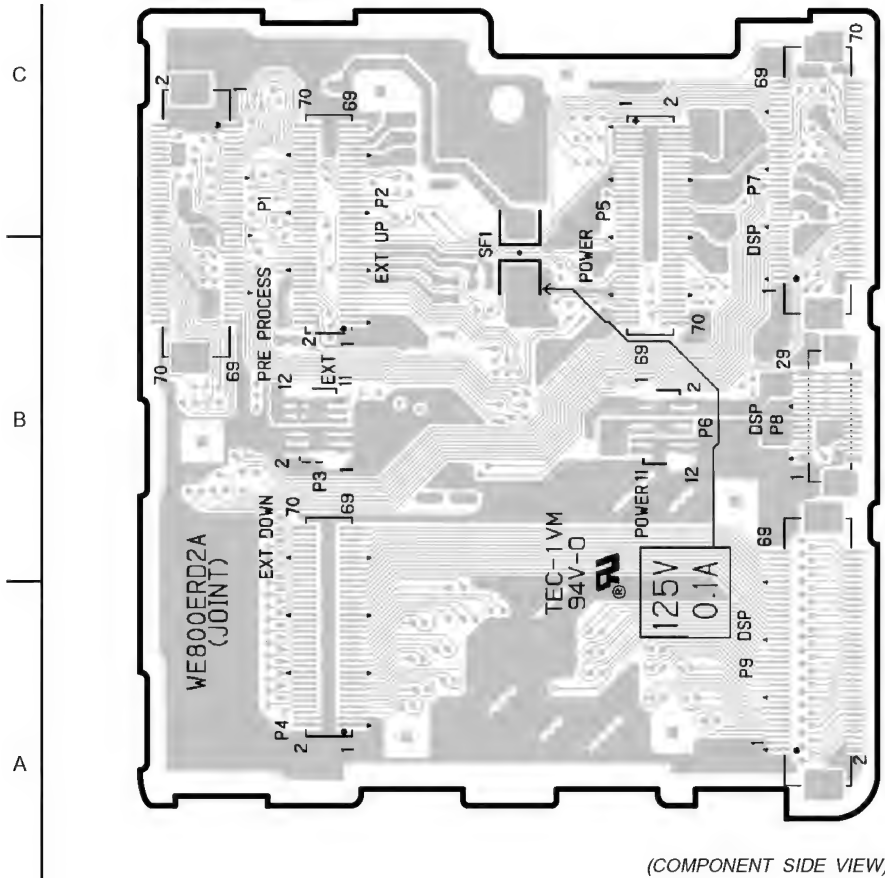 C
B
A
2
1
70
69
P1
PRE PROCESS
70
69
P2
EXT UP
2
1
12
EXT
11
2
P3
1
70
69
EXT DOWN
P4
2
1
WE800ERD2A
(JOINT)
SF1
1
2
P5
POWER
69
70
1
2
P6
POWER
11
12
TEC-1VM
94V-0
®
125V
0.1A
69
70
P7
DSP
1
29
DSP
P8
1
69
DSP
P9
1
2
(COMPONENT SIDE VIEW)